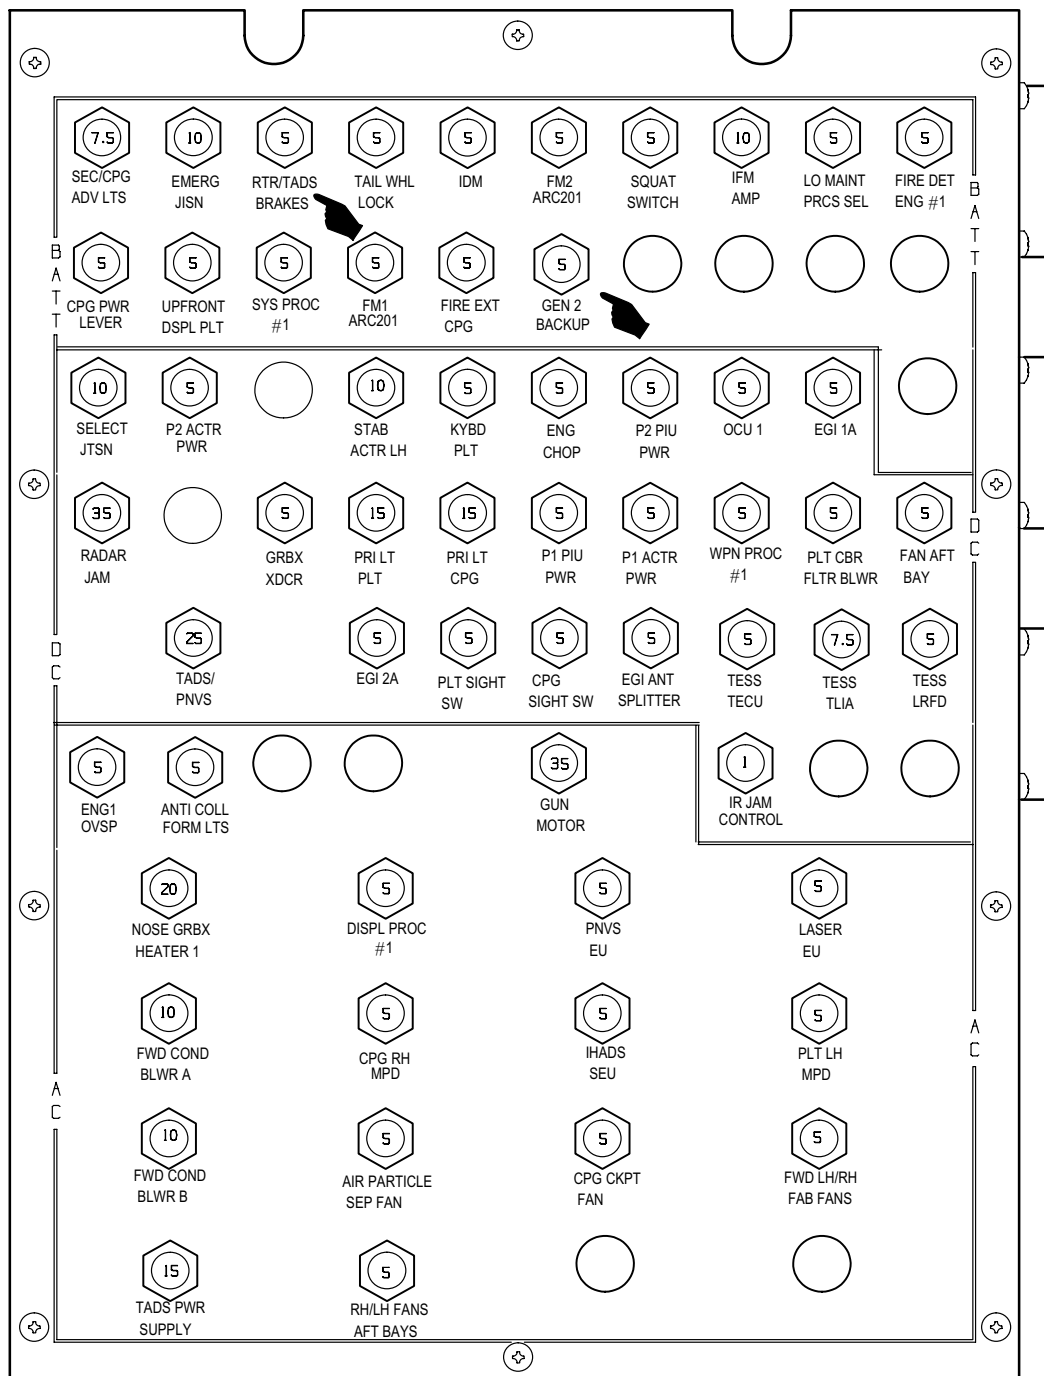 7.5 10 5 5 5 5 5 10 5 5
SEC/CPG ADV LTS
EMERG JISN
RTR/TADS BRAKES
TAIL WHL LOCK
IDM
FM2 ARC201
SQUAT SWITCH
IFM AMP
LO MAINT PRCS SEL
FIRE DET ENG #1
BATT
BATT
5 5 5 5 5 5
CPG PWR LEVER
UPFRONT DSPL PLT
SYS PROC #1
FM1 ARC201
FIRE EXT CPG
GEN 2 BACKUP
10 5 10 5 5 5 5 5
SELECT JTSN
P2 ACTR PWR
STAB ACTR LH
KYBD PLT
ENG CHOP
P2 PIU PWR
OCU 1
EGI 1A
35 5 15 15 5 5 5 5 5
RADAR JAM
GRBX XDCR
PRI LT PLT
PRI LT CPG
P1 PIU PWR
P1 ACTR PWR
WPN PROC #1
PLT CBR FLTR BLWR
FAN AFT BAY
DC
DC
25 5 5 5 5 5 7.5 5
TADS/ PNVS
EGI 2A
PLT SIGHT SW
CPG SIGHT SW
EGI ANT SPLITTER
TESS TECU
TESS TLIA
TESS LRFD
5 5 35 1
ENG1 OVSP
ANTI COLL FORM LTS
GUN MOTOR
IR JAM CONTROL
20 5 5 5
NOSE GRBX HEATER 1
DISPL PROC #1
PNVS EU
LASER EU
10 5 5 5
FWD COND BLWR A
CPG RH MPD
IHADS SEU
PLT LH MPD
AC
AC
10 5 5 5
FWD COND BLWR B
AIR PARTICLE SEP FAN
CPG CKPT FAN
FWD LH/RH FAB FANS
15 5
TADS PWR SUPPLY
RH/LH FANS AFT BAYS